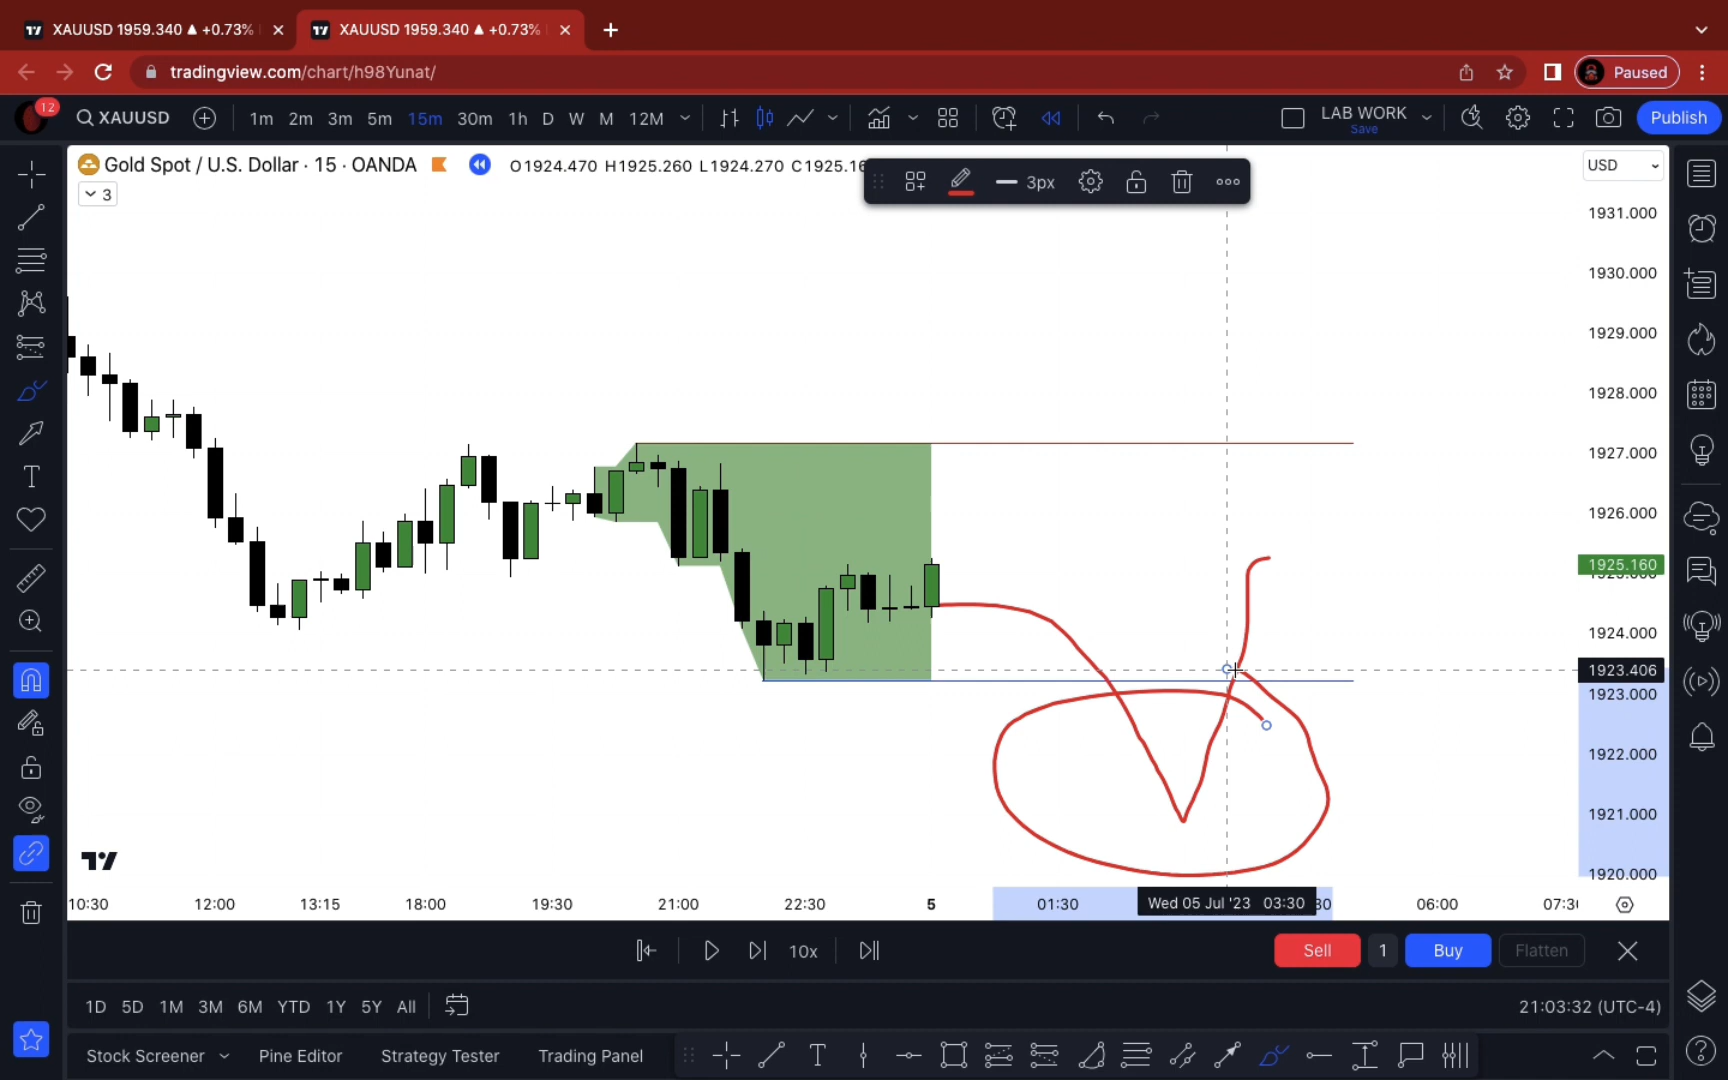 XAUUSD 1959.340 ▲ +0.73%
XAUUSD 1959.340 ▲ +0.73%
tradingview.com/chart/h98Yunat/
Paused
12
XAUUSD
1m 2m 3m 5m 15m 30m 1h D W M 12M
LAB WORK
Save
Publish
Gold Spot / U.S. Dollar · 15 · OANDA
O1924.470 H1925.260 L1924.270
3px
USD
3
1931.000
1930.000
1929.000
1928.000
1927.000
1926.000
1925.160
1924.000
1923.406
1923.000
1922.000
1921.000
1920.000
10:30 12:00 13:15 18:00 19:30 21:00 22:30 5 01:30 Wed 05 Jul '23 03:30 06:00
10x
Sell 1 Buy Flatten
1D 5D 1M 3M 6M YTD 1Y 5Y All
21:03:32 (UTC-4)
Stock Screener Pine Editor Strategy Tester Trading Panel